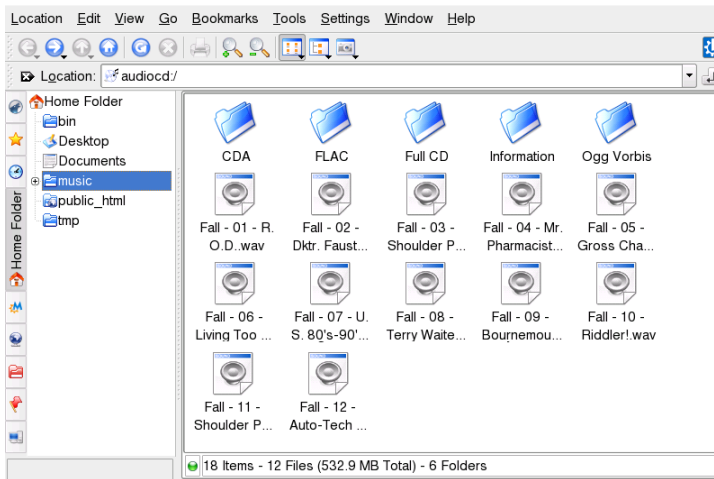 Location Edit View Go Bookmarks Tools Settings Window Help
Location: audiocd:/
Home Folder
Home Folder
bin
Desktop
Documents
music
public_html
tmp
CDA FLAC Full CD Information Ogg Vorbis
Fall - 01 - R. Fall - 02 - Fall - 03 - Fall - 04 - Mr. Fall - 05 -
O.D..wav Dktr. Faust... Shoulder P... Pharmacist... Gross Cha...
Fall - 06 - Fall - 07 - U. Fall - 08 - Fall - 09 - Fall - 10 -
Living Too ... S. 80's-90'... Terry Waite... Bournemou... Riddler!.wav
Fall - 11 - Fall - 12 -
Shoulder P... Auto-Tech ...
18 Items - 12 Files (532.9 MB Total) - 6 Folders